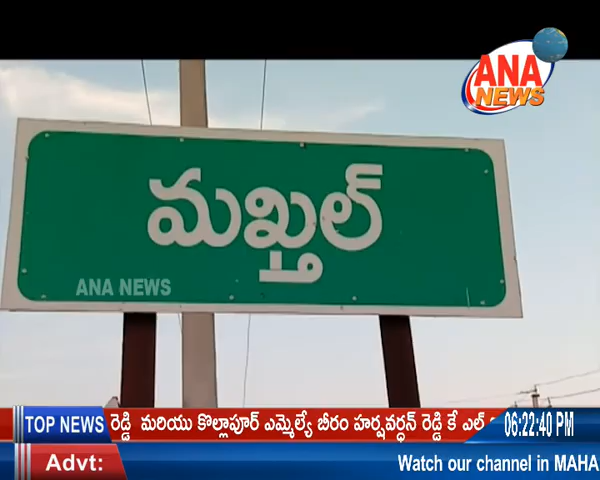 ANA
NEWS
మఖ్తల్
ANA NEWS
TOP NEWS రెడ్డి మరియు కొల్లాపూర్ ఎమ్మెల్యే బీరం హర్షవర్ధన్ రెడ్డి కే ఎల్ 06:22:40 PM
Advt: Watch our channel in MAHA